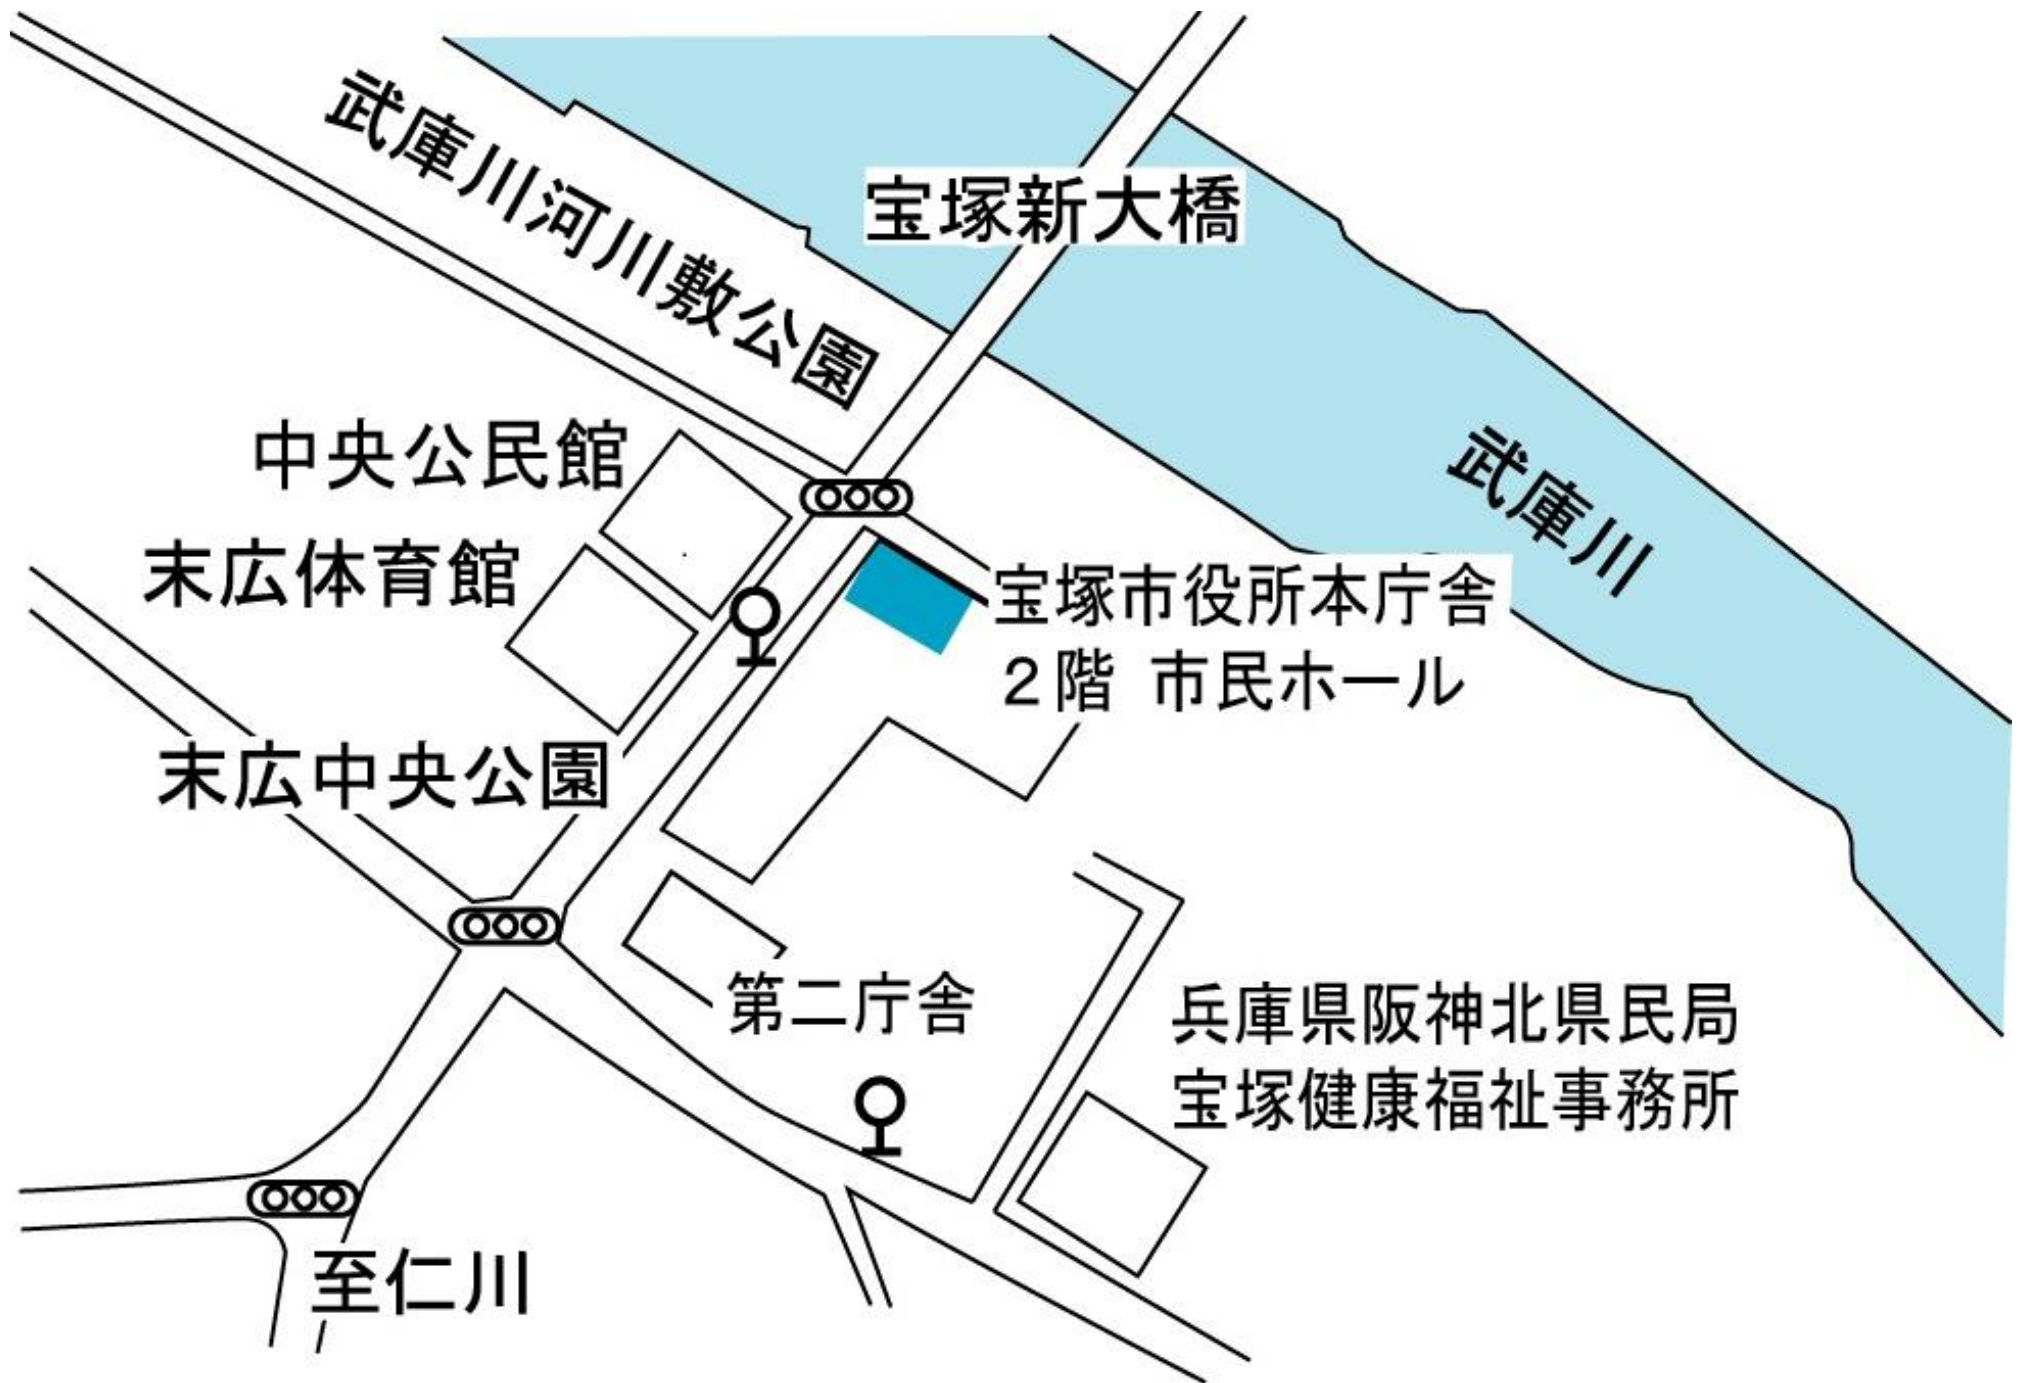 武庫川河川敷公園
宝塚新大橋
武庫川
中央公民館
末広体育館
宝塚市役所本庁舎
２階 市民ホール
末広中央公園
第二庁舎
兵庫県阪神北県民局
宝塚健康福祉事務所
至仁川